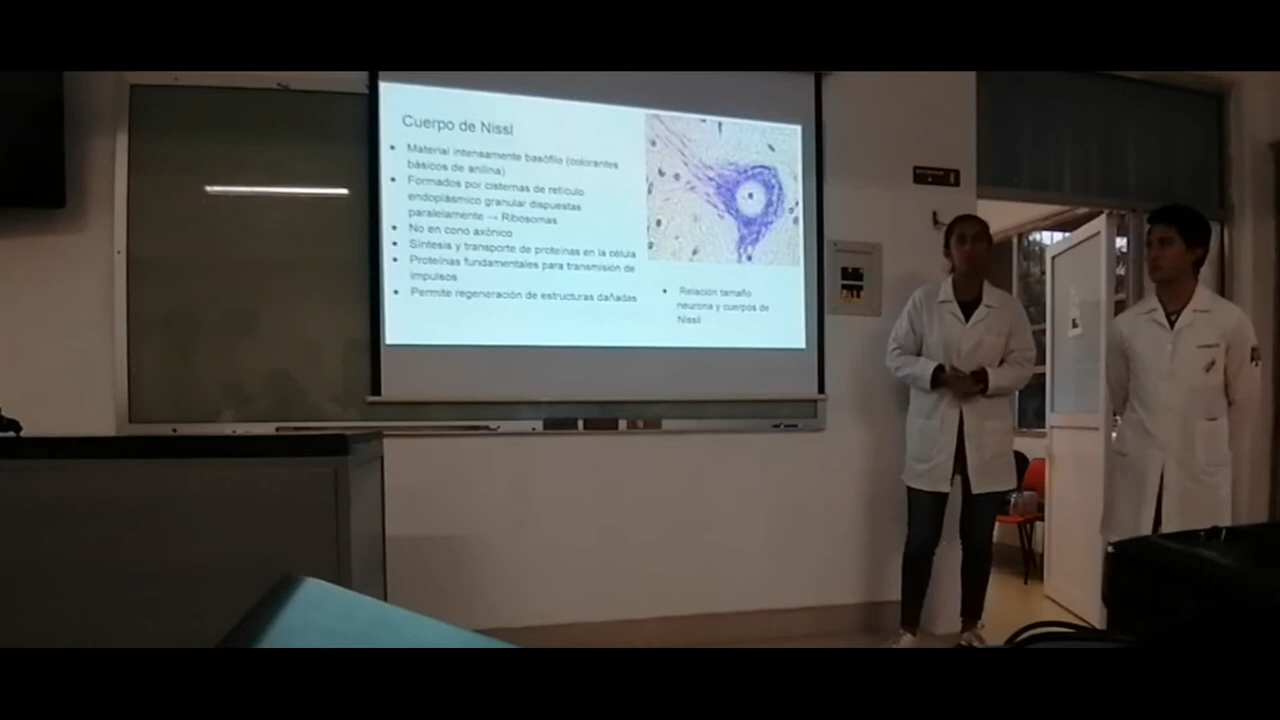 Cuerpo de Nissl
• Material intensamente basófilo (colorantes
básicos de anilina)
• Formados por cisternas de retículo
endoplásmico granular dispuestas
paralelamente → Ribosomas
• No en cono axónico
• Síntesis y transporte de proteínas en la célula
• Proteínas fundamentales para transmisión de
impulsos
• Permite regeneración de estructuras dañadas
• Relación tamaño
neurona y cuerpos de
Nissl